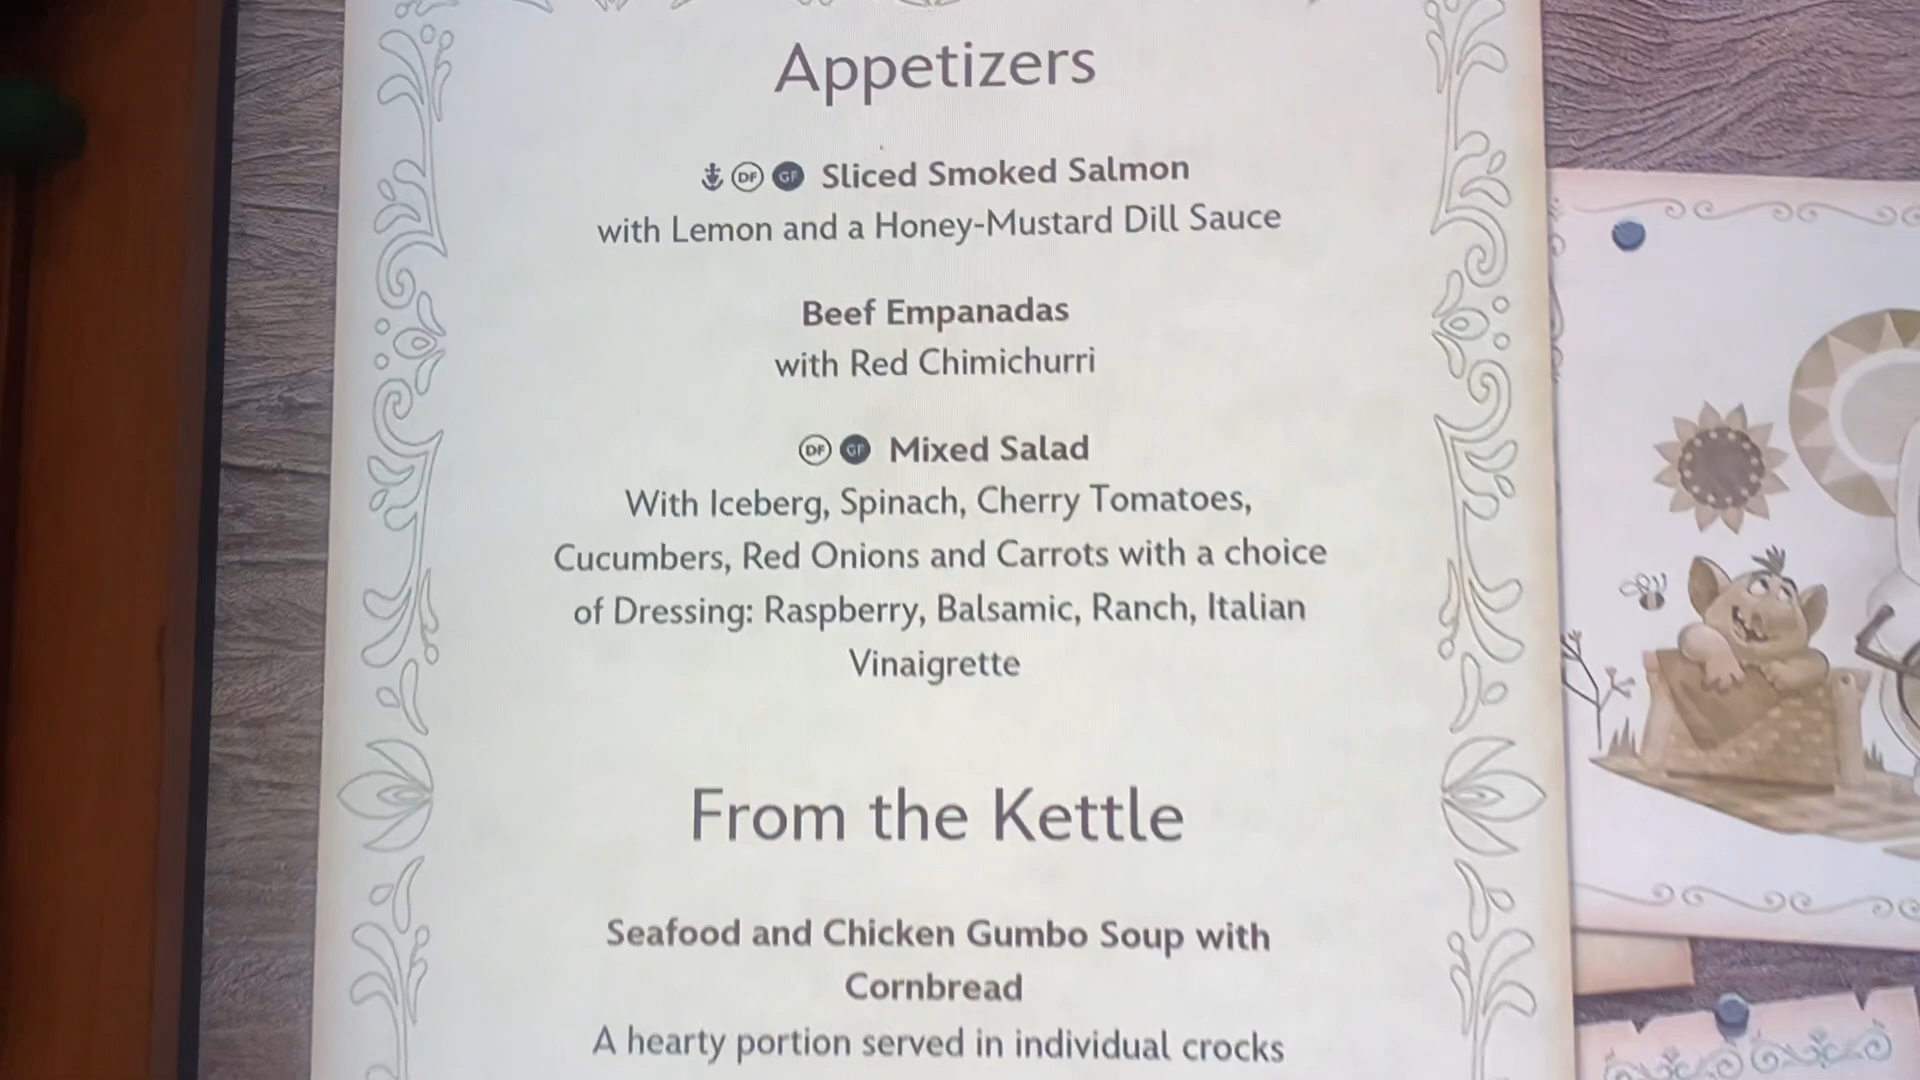 Appetizers
DF GF Sliced Smoked Salmon
with Lemon and a Honey-Mustard Dill Sauce
Beef Empanadas
with Red Chimichurri
DF GF Mixed Salad
With Iceberg, Spinach, Cherry Tomatoes,
Cucumbers, Red Onions and Carrots with a choice
of Dressing: Raspberry, Balsamic, Ranch, Italian
Vinaigrette
From the Kettle
Seafood and Chicken Gumbo Soup with
Cornbread
A hearty portion served in individual crocks